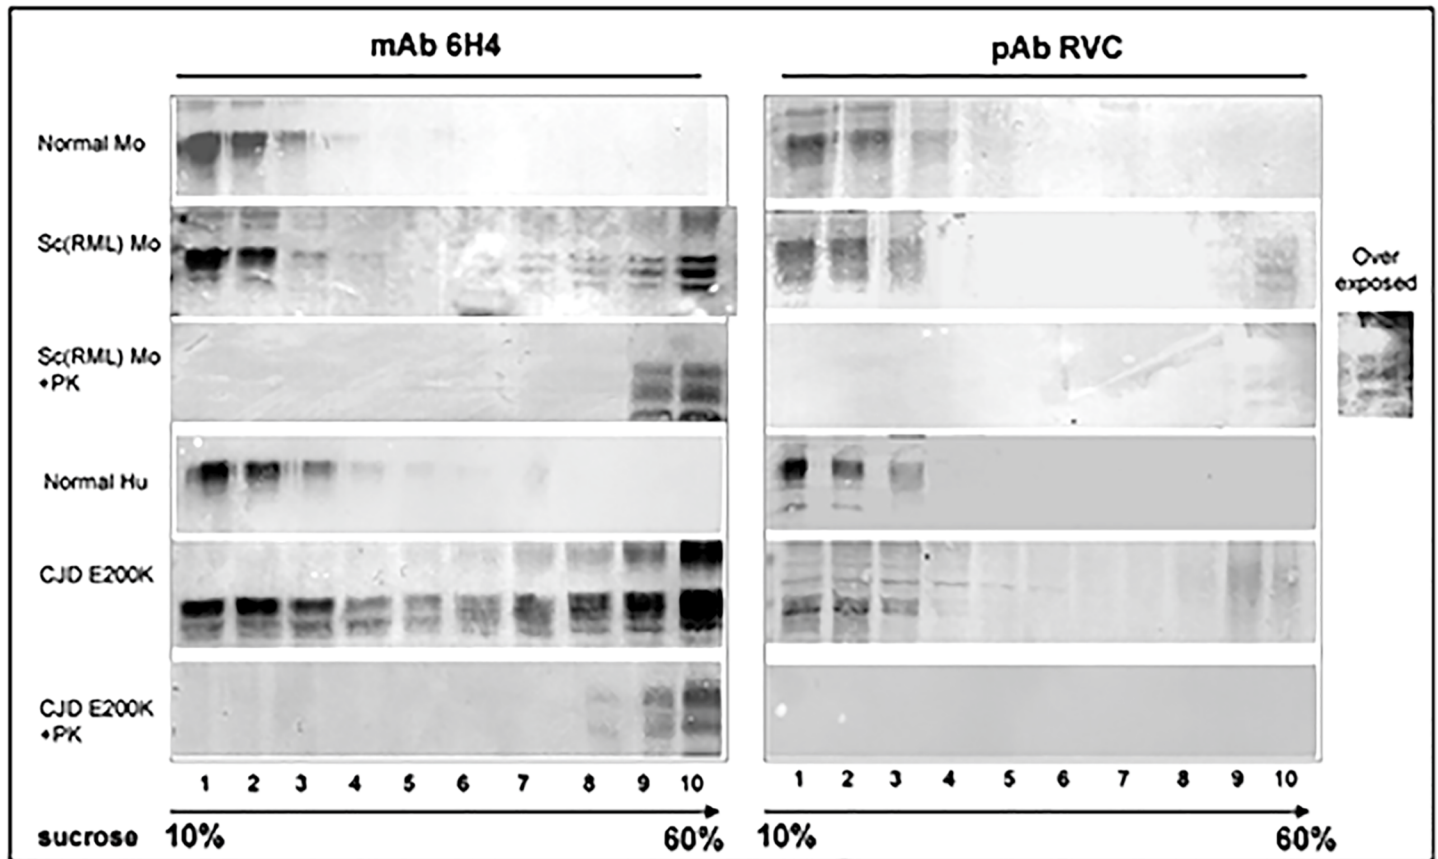 mAb 6H4
pAb RVC
Normal Mo
Sc(RML) Mo
Over
exposed
Sc(RML) Mo
+PK
Normal Hu
CJD E200K
CJD E200K
+PK
1 2 3 4 5 6 7 8 9 10
1 2 3 4 5 6 7 8 9 10
sucrose 10% 60%
10% 60%